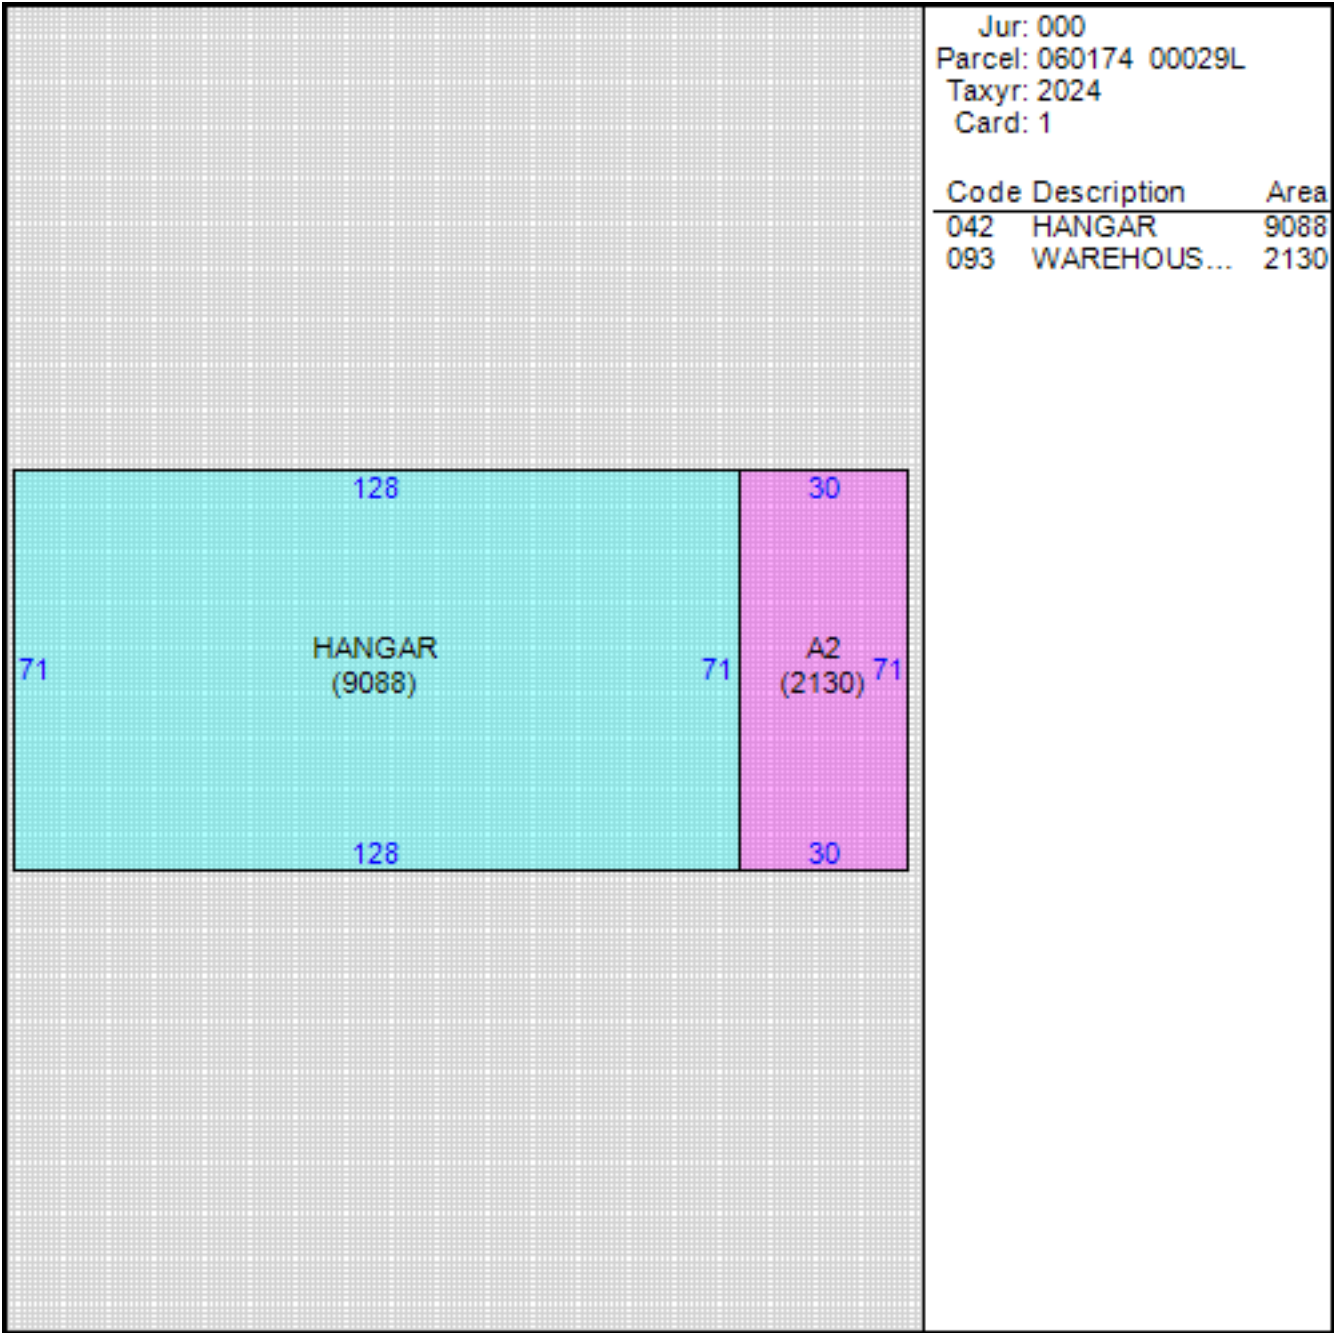 Jur: 000
Parcel: 060174 00029L
Taxyr: 2024
Card: 1
Code Description Area
042 HANGAR 9088
093 WAREHOUS... 2130
128 30
HANGAR A2
71 71 71
(9088) (2130)
128 30